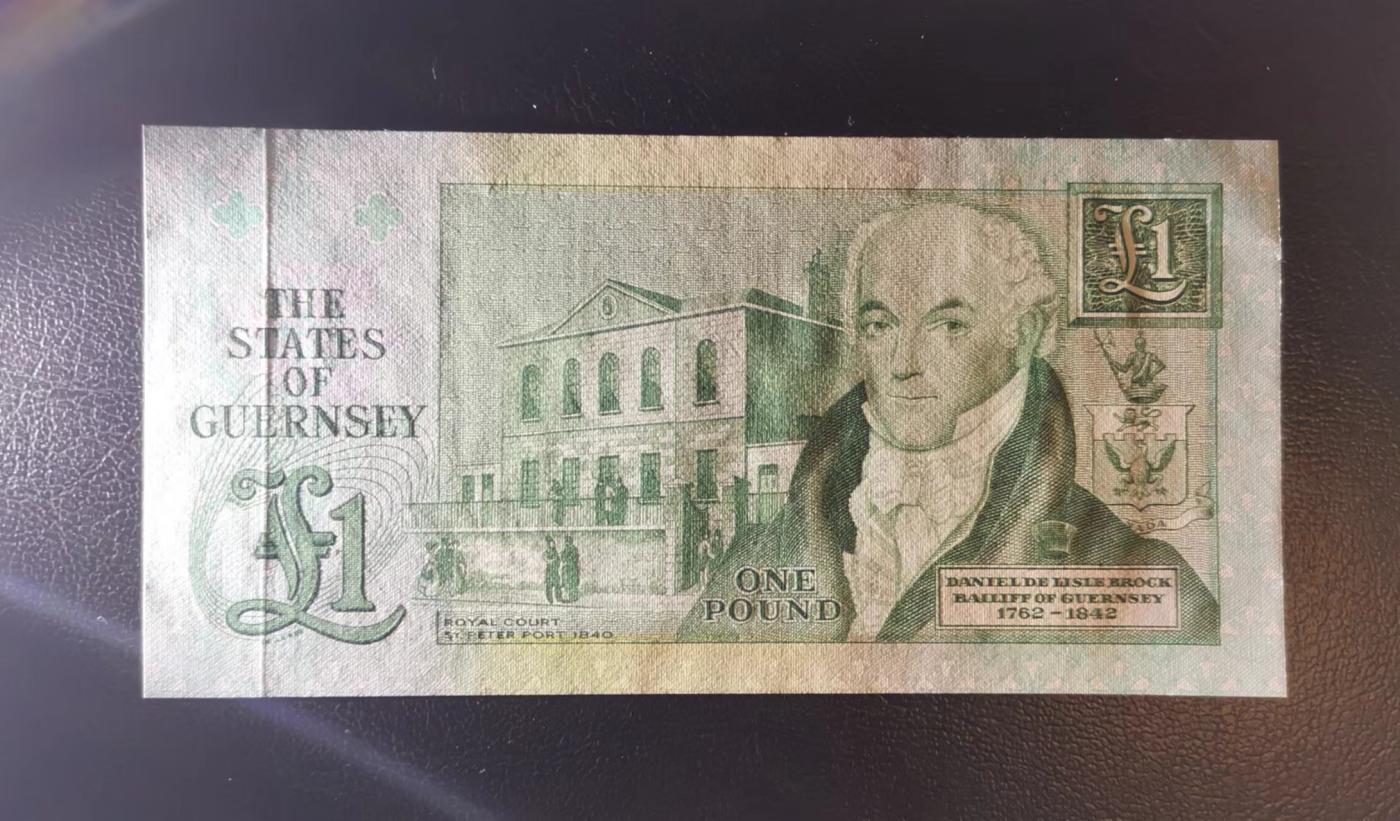 THE
STATES
OF
GUERNSEY
£1
£1
ROYAL COURT
ST. PETER PORT 1840
ONE
POUND
DANIEL DE LISLE BROCK
BAILIFF OF GUERNSEY
1762 - 1842